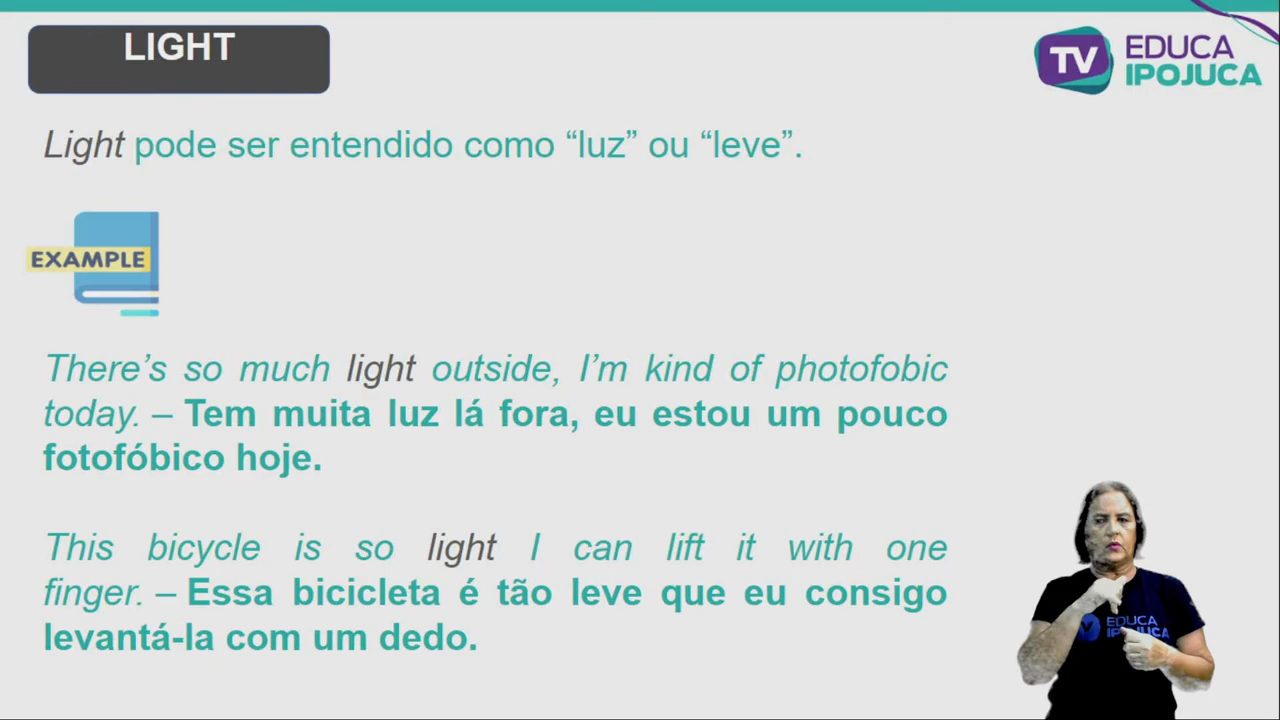 LIGHT
TV EDUCA
IPOJUCA
Light pode ser entendido como “luz” ou “leve”.
EXAMPLE
There’s so much light outside, I’m kind of photofobic
today. – Tem muita luz lá fora, eu estou um pouco
fotofóbico hoje.
This bicycle is so light I can lift it with one
finger. – Essa bicicleta é tão leve que eu consigo
levantá-la com um dedo.
EDUCA
IPOJUCA